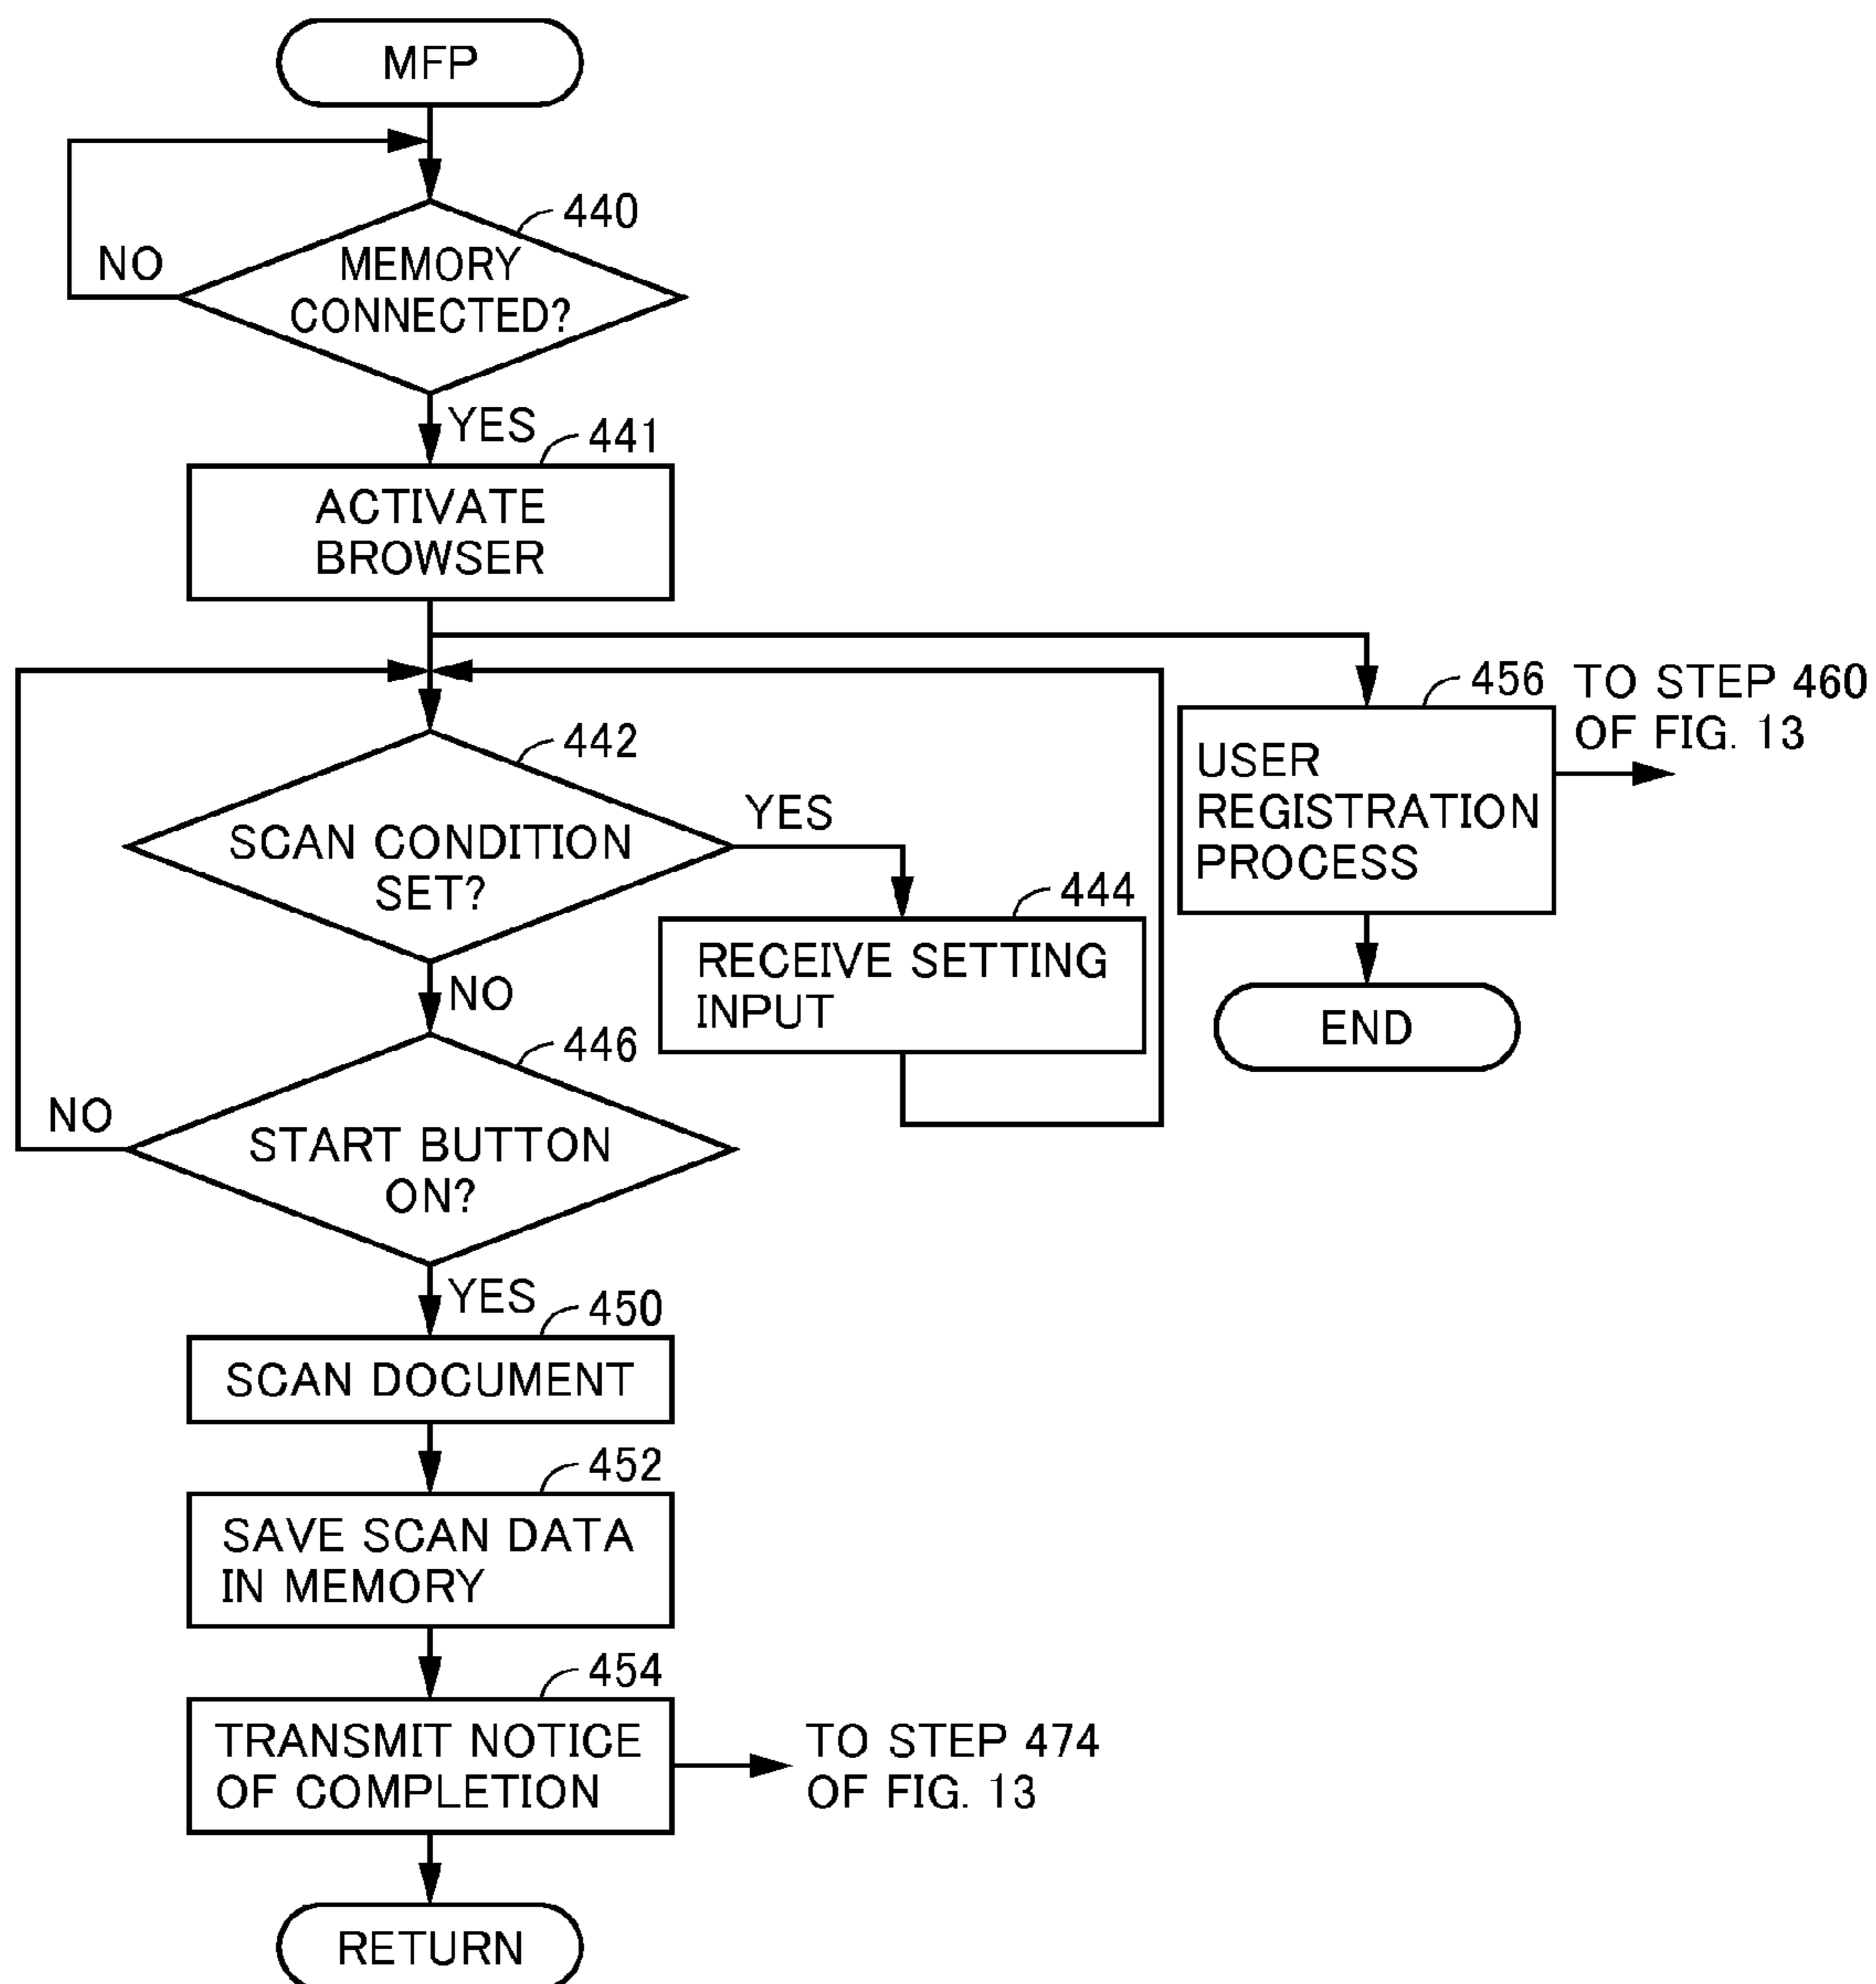 MFP
440
NO
MEMORY
CONNECTED?
YES
441
ACTIVATE
BROWSER
442
SCAN CONDITION
SET?
YES
444
RECEIVE SETTING
INPUT
456
TO STEP 460
OF FIG. 13
USER
REGISTRATION
PROCESS
END
NO
446
NO
START BUTTON
ON?
YES
450
SCAN DOCUMENT
452
SAVE SCAN DATA
IN MEMORY
454
TRANSMIT NOTICE
OF COMPLETION
TO STEP 474
OF FIG. 13
RETURN